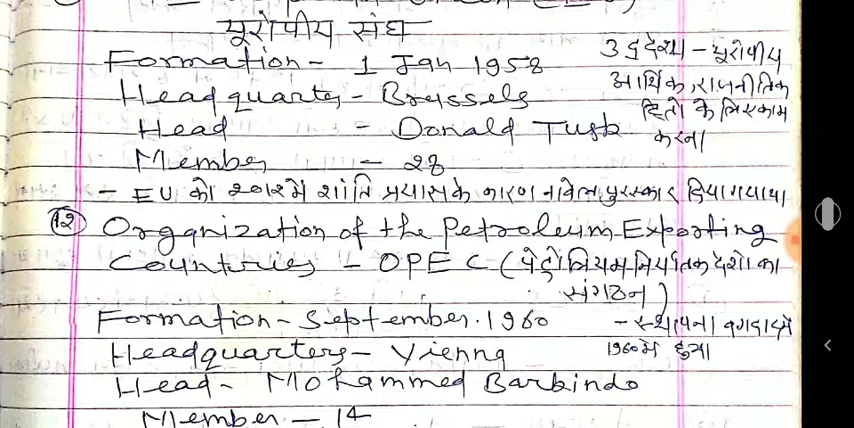 यूरोपीय संघ
Formation - 1 Jan 1958
Headquarter - Brussels
Head - Donald Tusk
Member - 28
उद्देश्य - यूरोपीय
आर्थिक, राजनीतिक
हितो के
करना
- EU को २०१२ में शांति प्रयास के कारण नोबेल पुरस्कार दिया गया था
(12) Organization of the Petroleum Exporting
Countries - OPEC (पेट्रोलियम निर्यातक देशों का
संगठन)
Formation - September 1960
- स्थापना बगदाद में
1960 में हुआ
Headquarters - Vienna
Head - Mohammed Barkindo
Member - 14